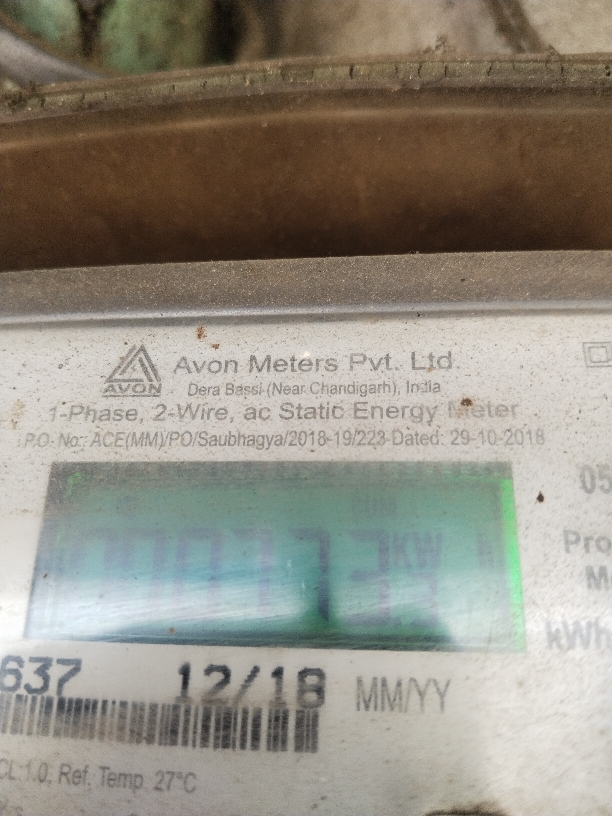 Avon Meters Pvt. Ltd.
AVON
Dera Bassi (Near Chandigarh), India
1-Phase, 2-Wire, ac Static Energy Meter
P.O. No.: ACE(MM)/PO/Saubhagya/2018-19/223 Dated: 29-10-2018
05
Pro
M
KW
kWh
637 12/18 MM/YY
CL 1.0, Ref. Temp. 27°C